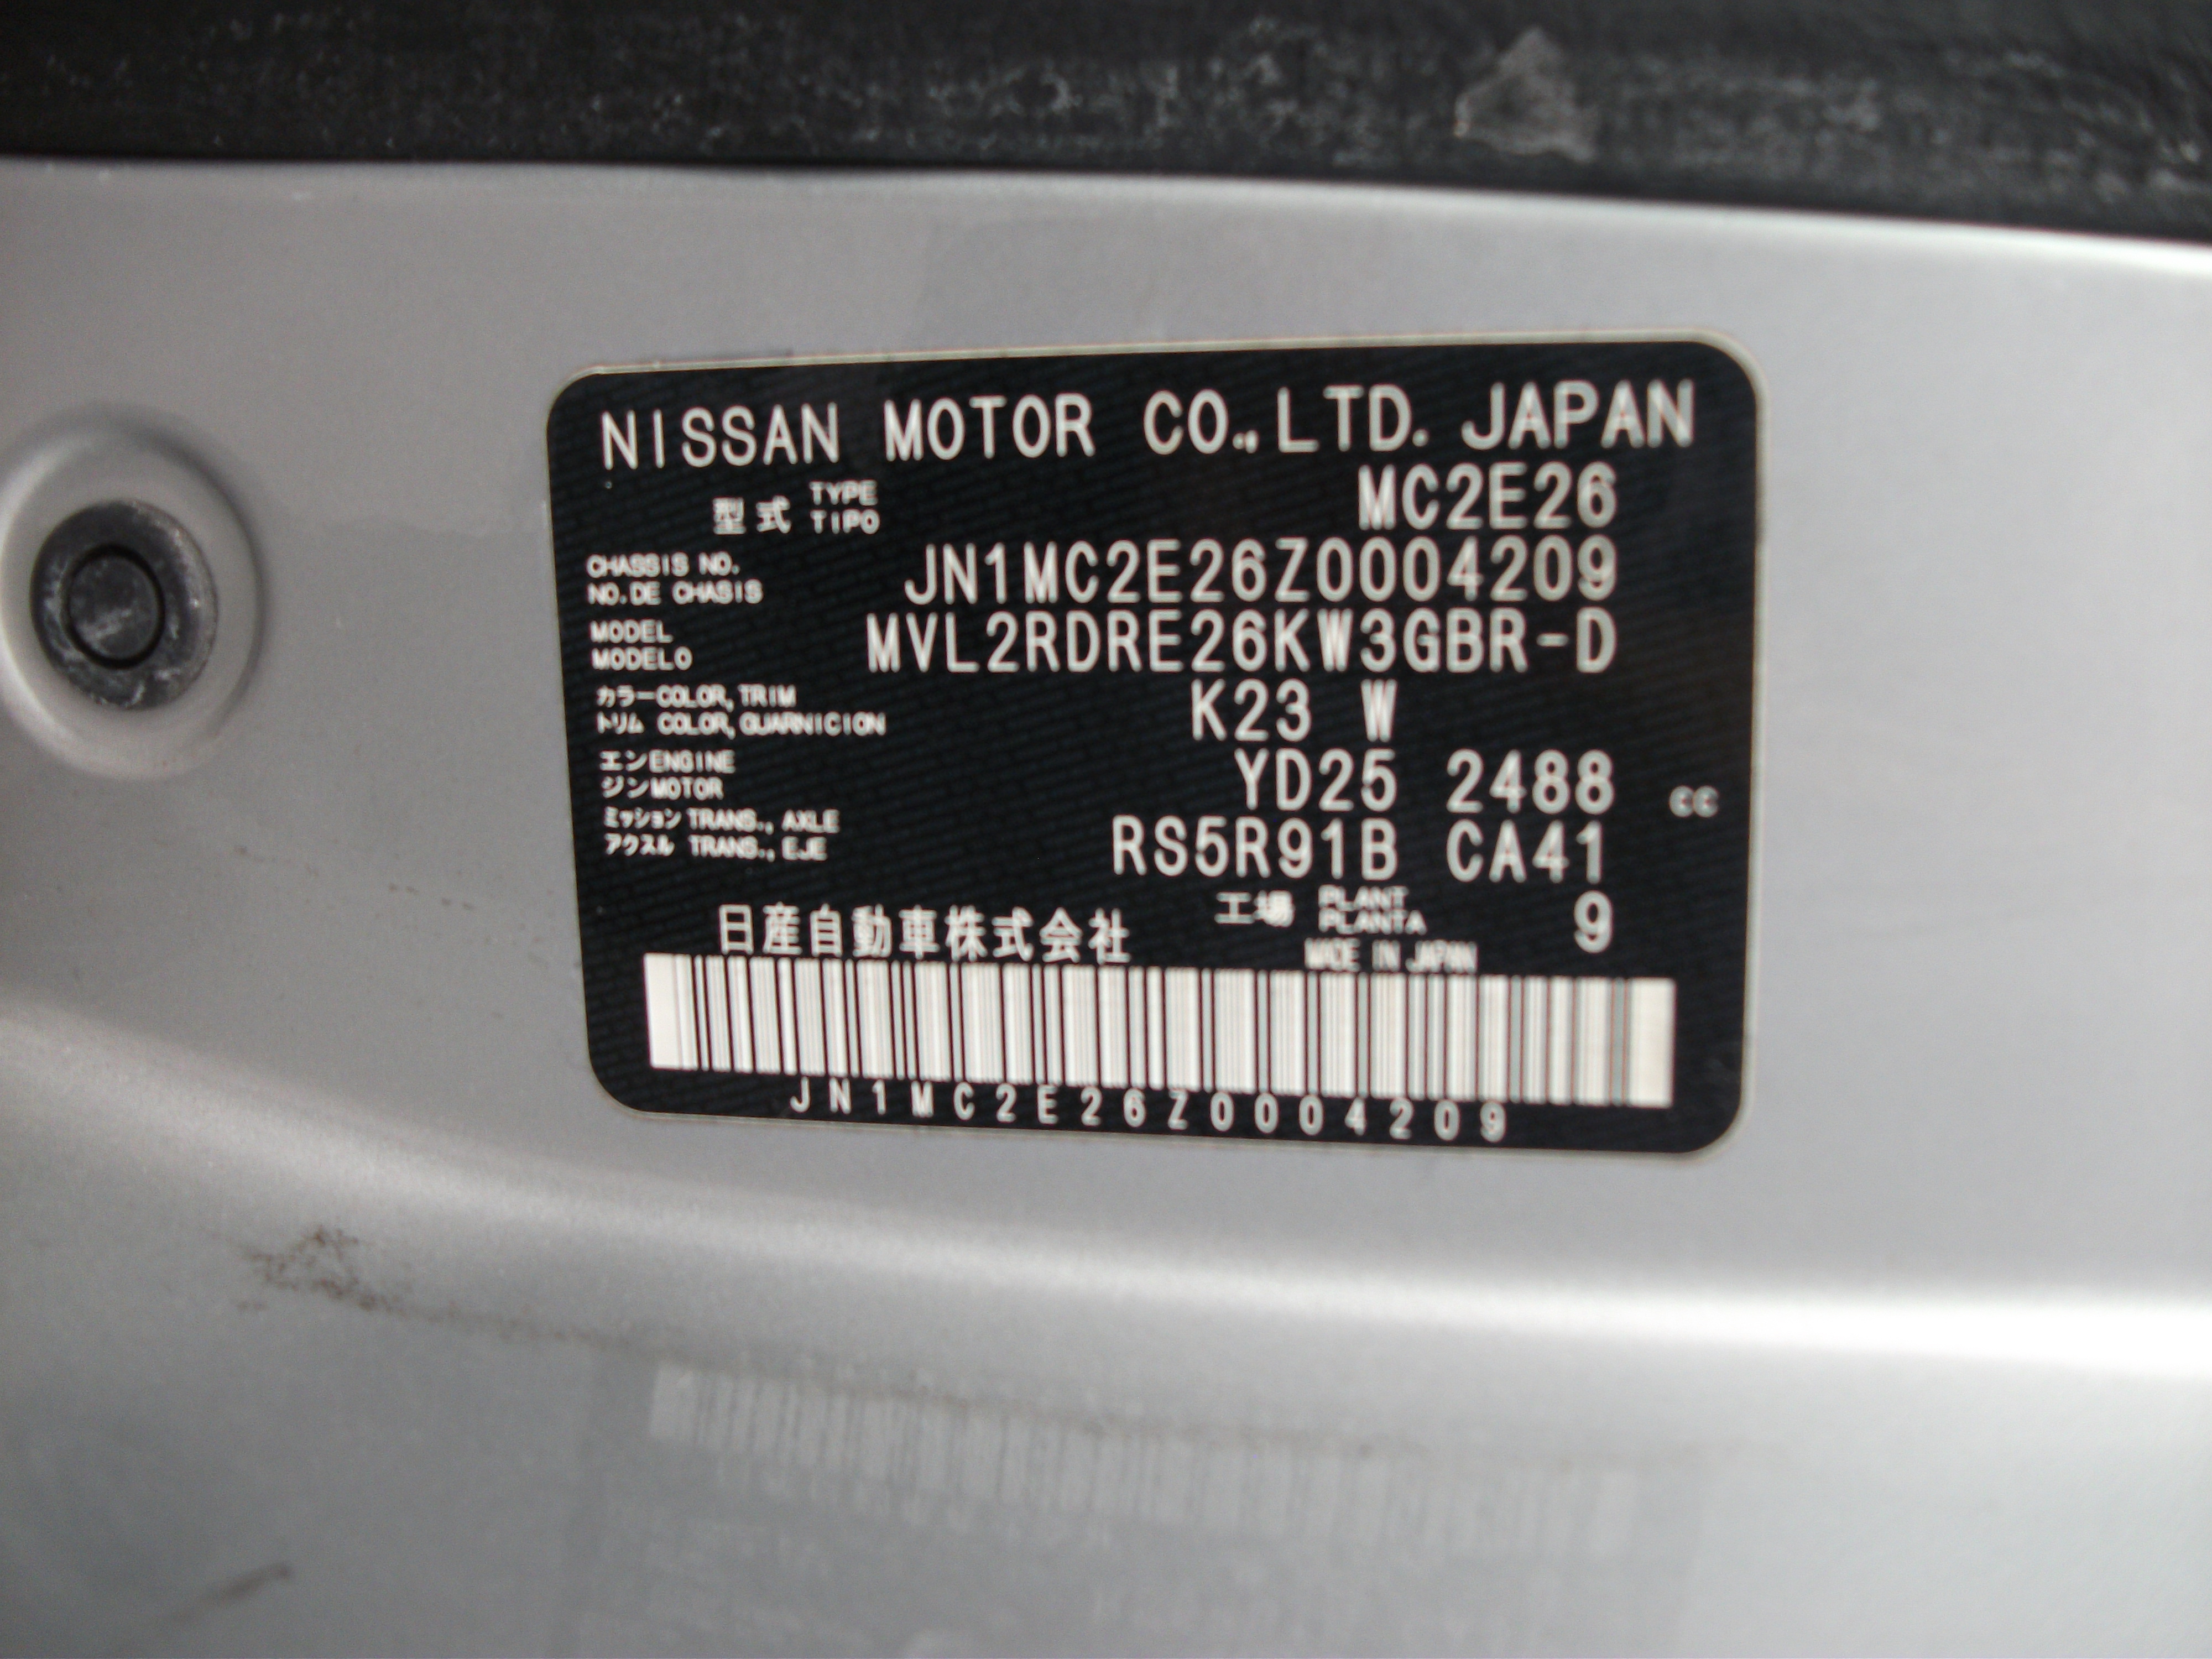 NISSAN MOTOR CO.,LTD. JAPAN
型式 TYPE TIPO MC2E26
CHASSIS NO. NO.DE CHASIS JN1MC2E26Z0004209
MODEL MODELO MVL2RDRE26KW3GBR-D
カラー COLOR,TRIM
トリム COLOR,GUARNICION K23 W
エン ENGINE
ジン MOTOR YD25 2488 cc
ミッション TRANS., AXLE
アクスル TRANS., EJE RS5R91B CA41
日産自動車株式会社 工場 PLANT PLANTA 9
MADE IN JAPAN
JN1MC2E26Z0004209